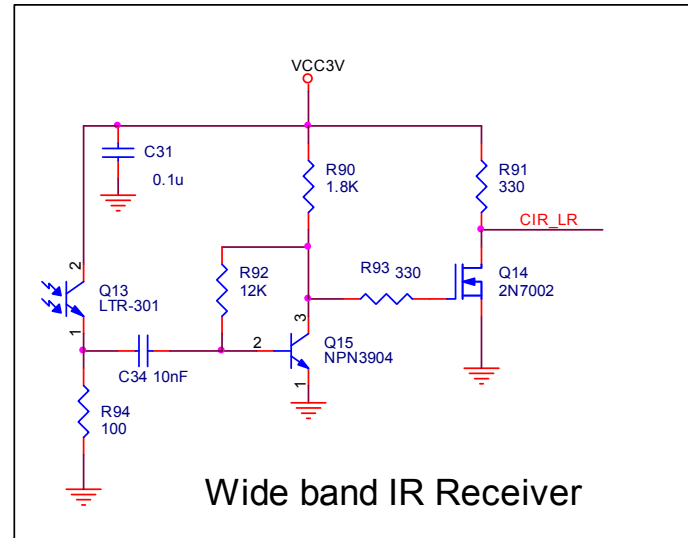 VCC3V
C31
0.1u
R90
1.8K
R91
330
CIR_LR
2
Q13
LTR-301
1
R92
12K
R93 330
Q14
2N7002
3
2
Q15
NPN3904
1
C34 10nF
R94
100
Wide band IR Receiver